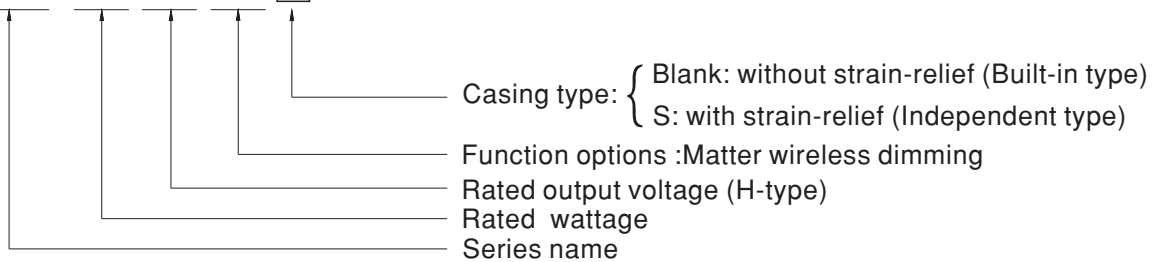 Casing type: { Blank: without strain-relief (Built-in type)
S: with strain-relief (Independent type)
Function options :Matter wireless dimming
Rated output voltage (H-type)
Rated wattage
Series name